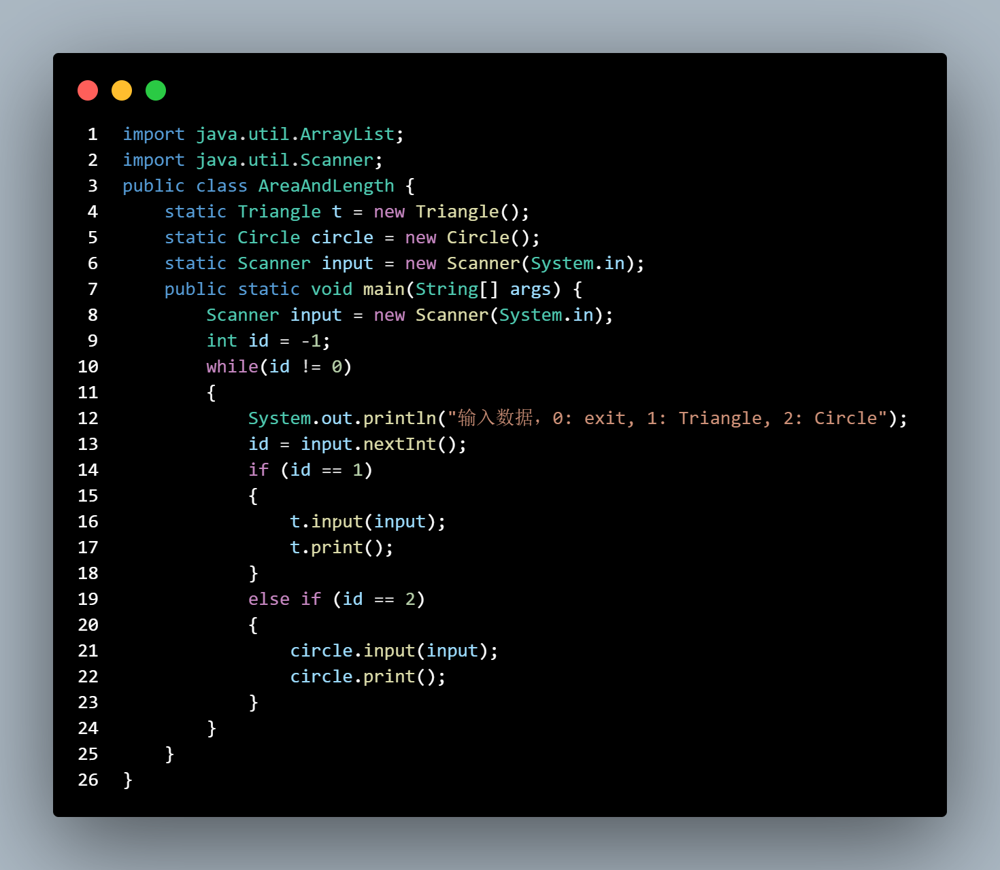 1 import java.util.ArrayList;
2 import java.util.Scanner;
3 public class AreaAndLength {
4     static Triangle t = new Triangle();
5     static Circle circle = new Circle();
6     static Scanner input = new Scanner(System.in);
7     public static void main(String[] args) {
8         Scanner input = new Scanner(System.in);
9         int id = -1;
10         while(id != 0)
11         {
12             System.out.println("输入数据，0: exit, 1: Triangle, 2: Circle");
13             id = input.nextInt();
14             if (id == 1)
15             {
16                 t.input(input);
17                 t.print();
18             }
19             else if (id == 2)
20             {
21                 circle.input(input);
22                 circle.print();
23             }
24         }
25     }
26 }